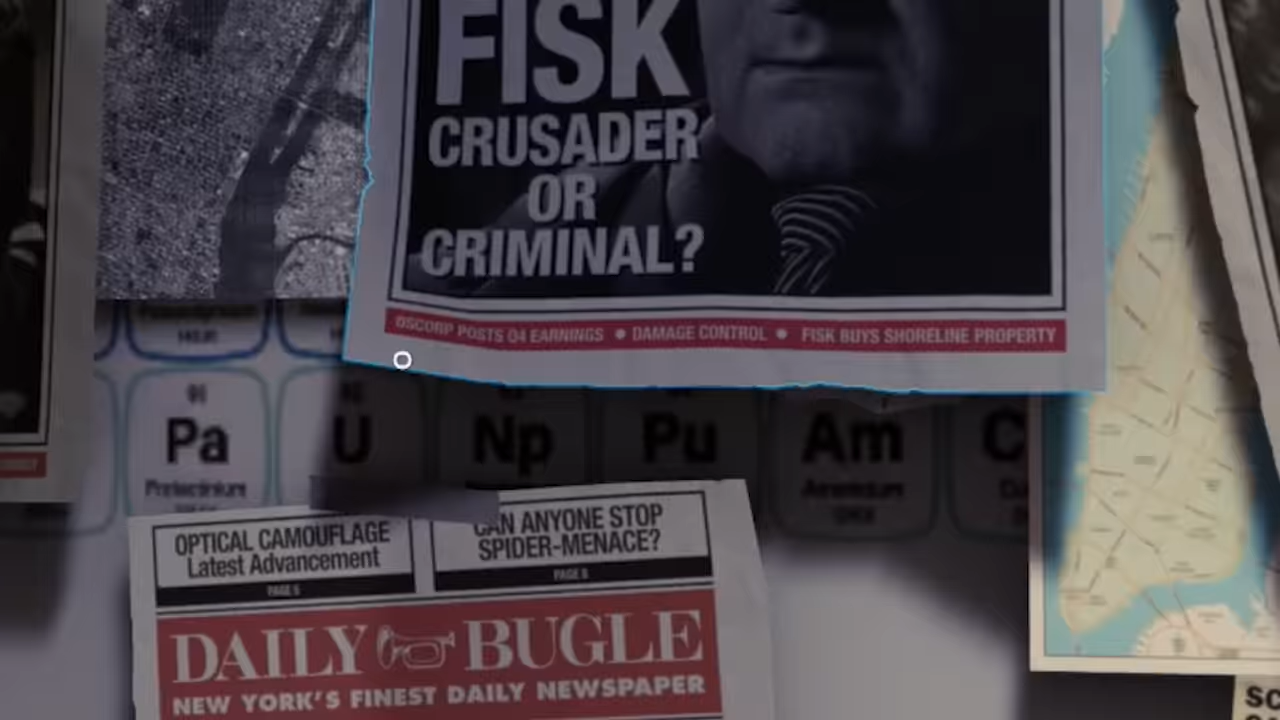 FISK
CRUSADER
OR
CRIMINAL?
OSCORP POSTS Q4 EARNINGS ● DAMAGE CONTROL ● FISK BUYS SHORELINE PROPERTY
Pa
U
Np
Pu
Am
C
Protactinium
OPTICAL CAMOUFLAGE
Latest Advancement
CAN ANYONE STOP
SPIDER-MENACE?
DAILY BUGLE
NEW YORK'S FINEST DAILY NEWSPAPER